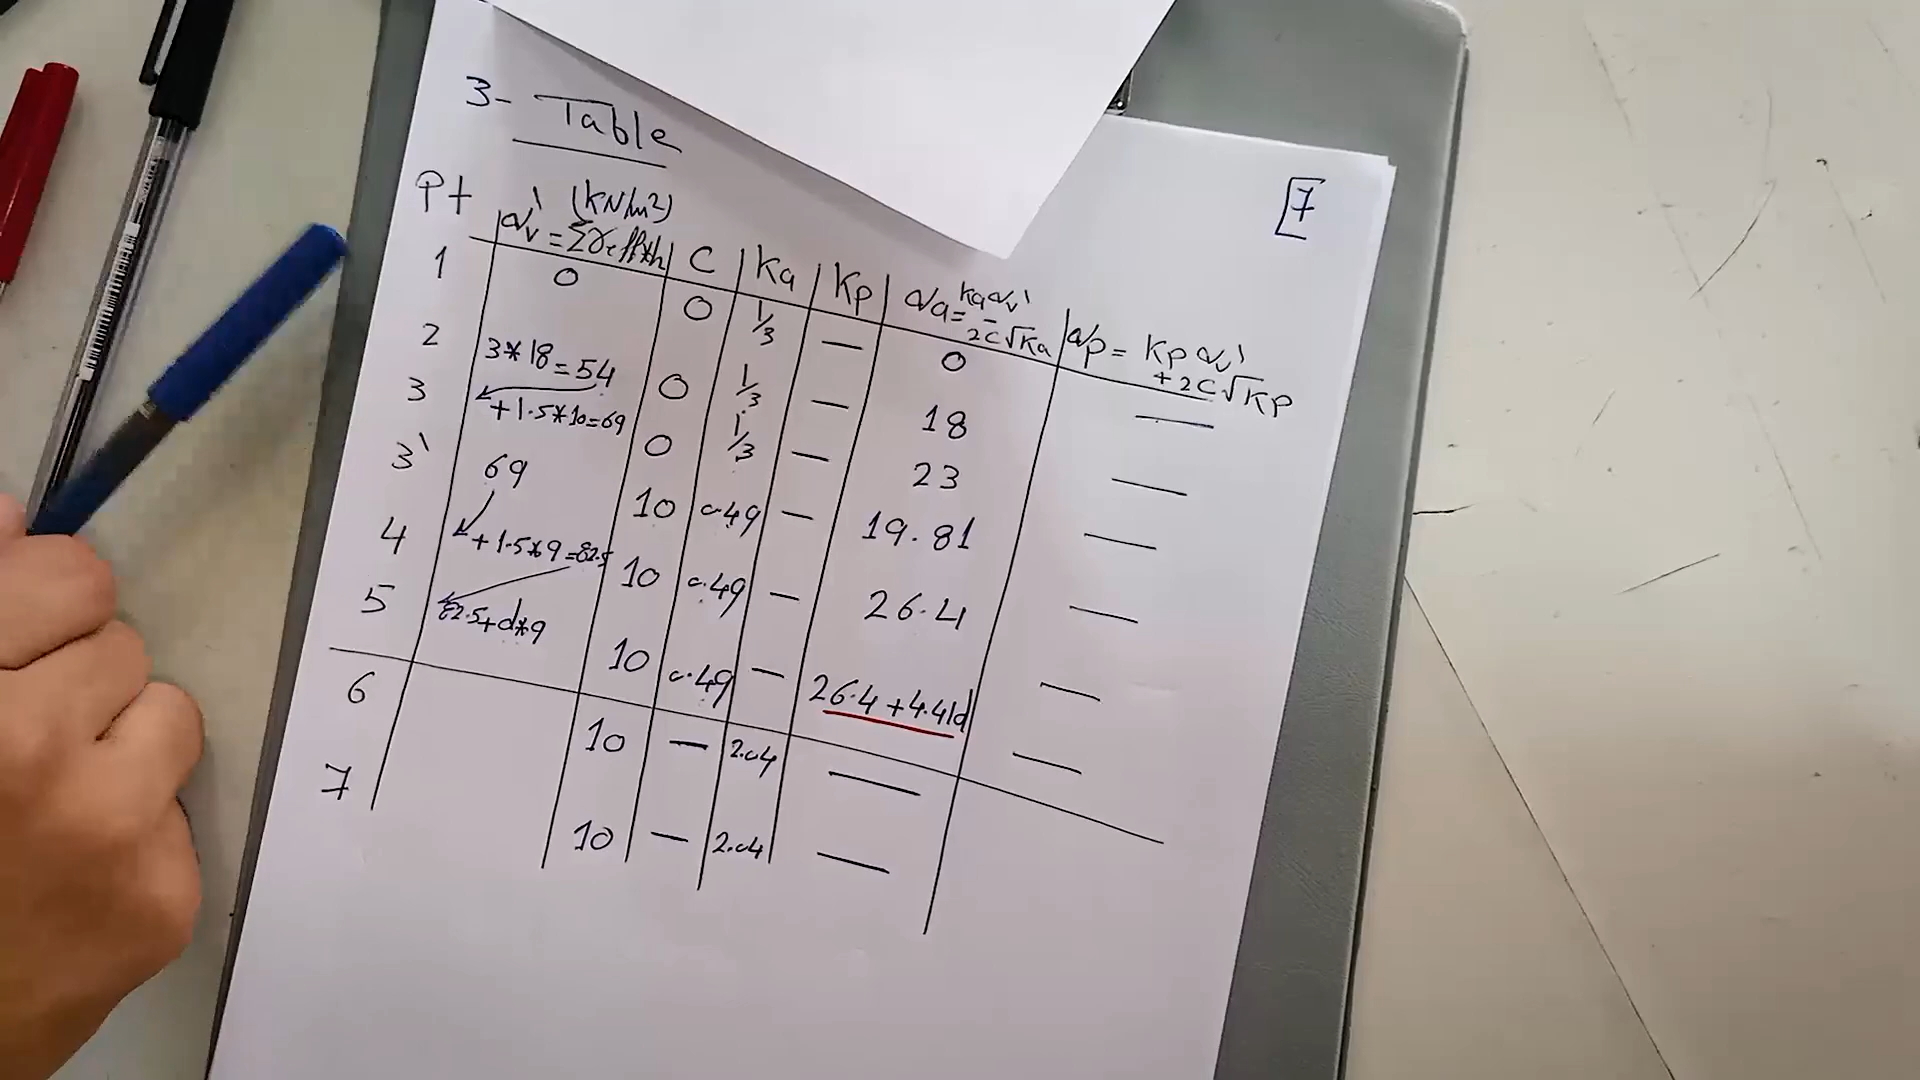 3- Table
7
Pt | σv' = Σγeff*h (kN/m2) | C | Ka | Kp | σa = Kaσv' - 2C√Ka | σp = Kp σv' + 2C√Kp
1 | 0 | 0 | 1/3 | — | 0 | —
2 | 3*18=54 | 0 | 1/3 | — | 18 | —
3 | +1.5*10=69 | 0 | 1/3 | — | 23 | —
3' | 69 | 10 | 0.49 | — | 19.81 | —
4 | +1.5*9=82.5 | 10 | 0.49 | — | 26.4 | —
5 | 82.5+d*9 | 10 | 0.49 | — | 26.4+4.41d | —
6 | 10 | — | 2.04 | —
7 | 10 | — | 2.04 | —